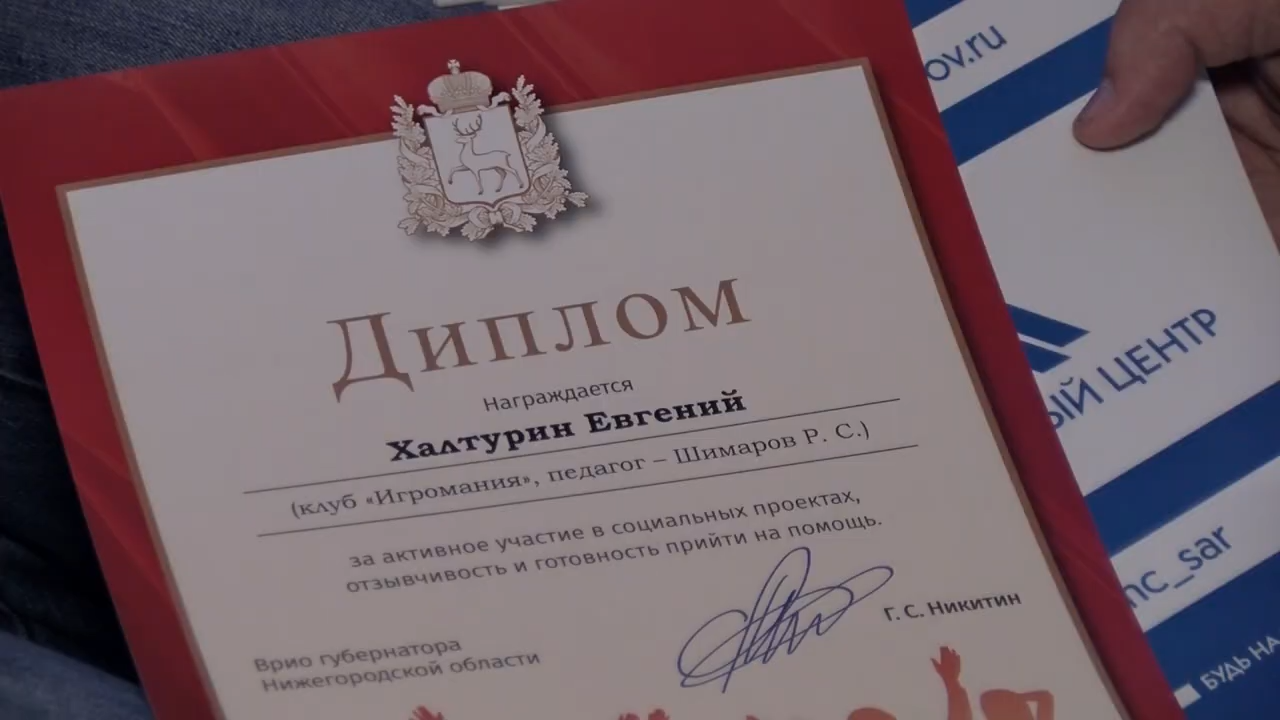 Диплом
Награждается
Халтурин Евгений
(клуб «Игромания», педагог – Шимаров Р. С.)
за активное участие в социальных проектах,
отзывчивость и готовность прийти на помощь.
Врио губернатора
Нижегородской области
Г. С. Никитин
ov.ru
ЫЙ ЦЕНТР
nc_sar
БУДЬ НА